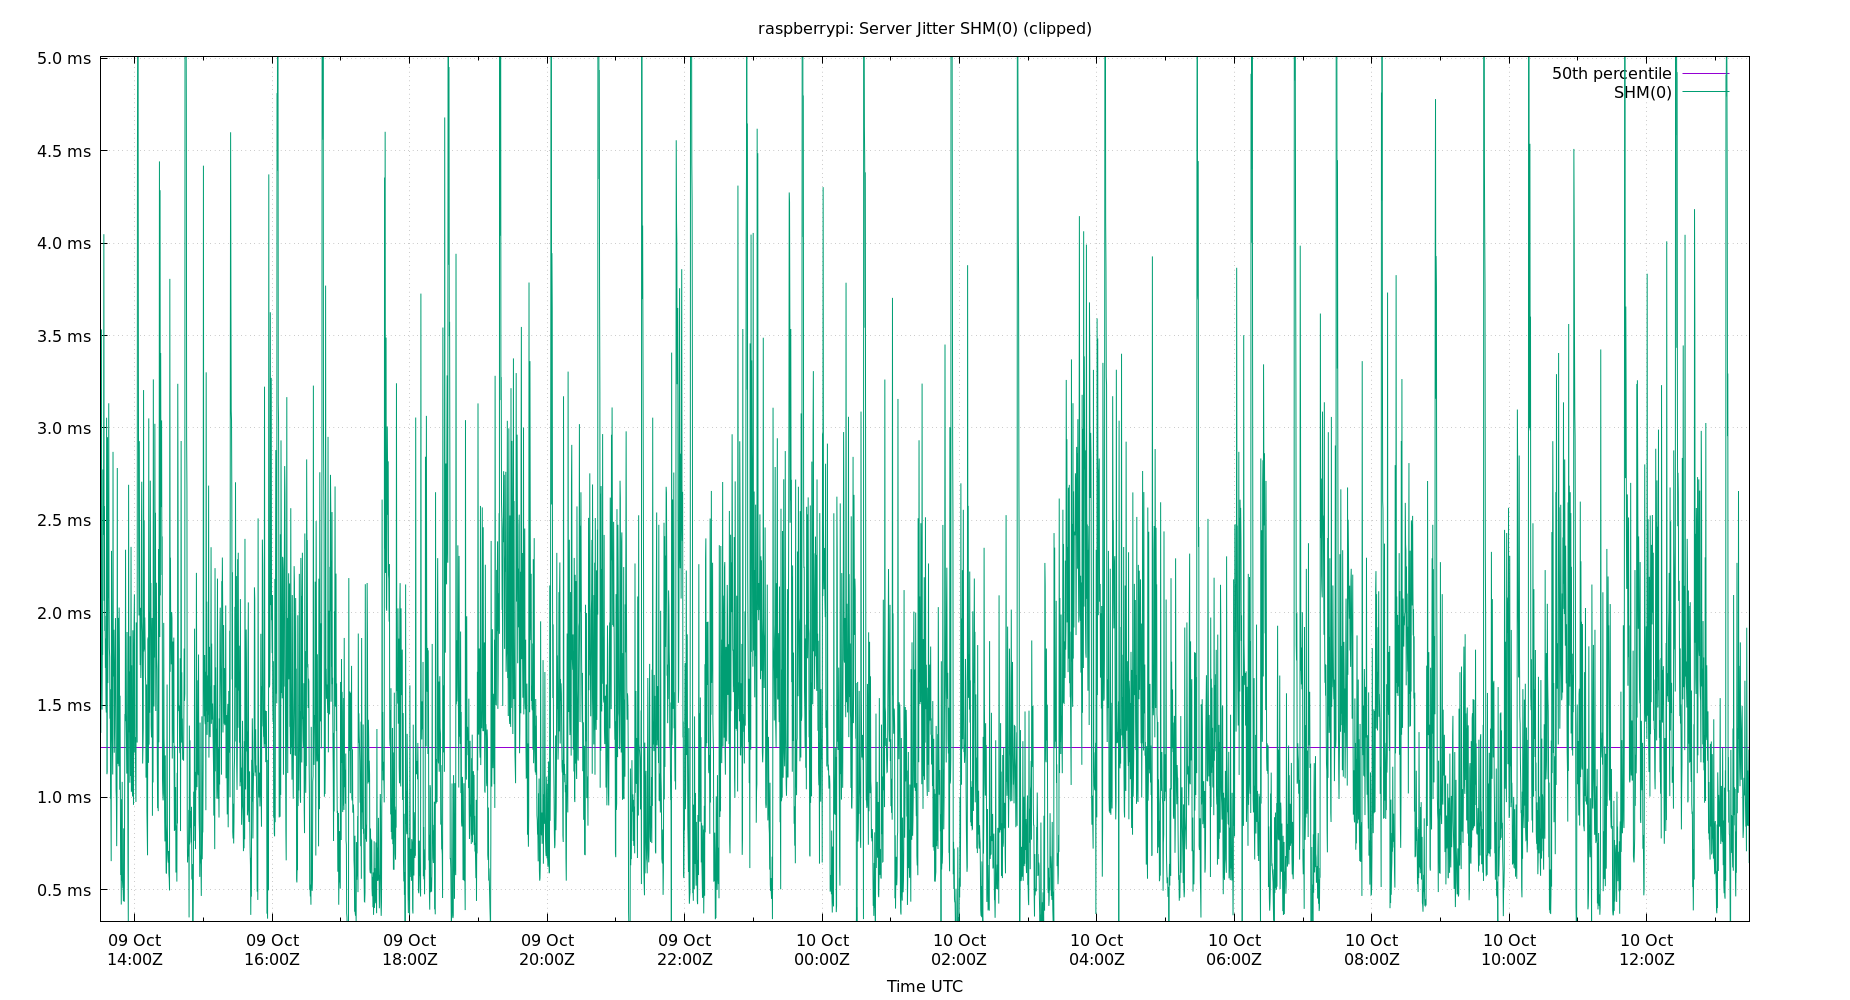 raspberrypi: Server Jitter SHM(0) (clipped)
5.0 ms
4.5 ms
4.0 ms
3.5 ms
3.0 ms
2.5 ms
2.0 ms
1.5 ms
1.0 ms
0.5 ms
50th percentile
SHM(0)
09 Oct 09 Oct 09 Oct 09 Oct 09 Oct 10 Oct 10 Oct 10 Oct 10 Oct 10 Oct 10 Oct 10 Oct
14:00Z 16:00Z 18:00Z 20:00Z 22:00Z 00:00Z 02:00Z 04:00Z 06:00Z 08:00Z 10:00Z 12:00Z
Time UTC